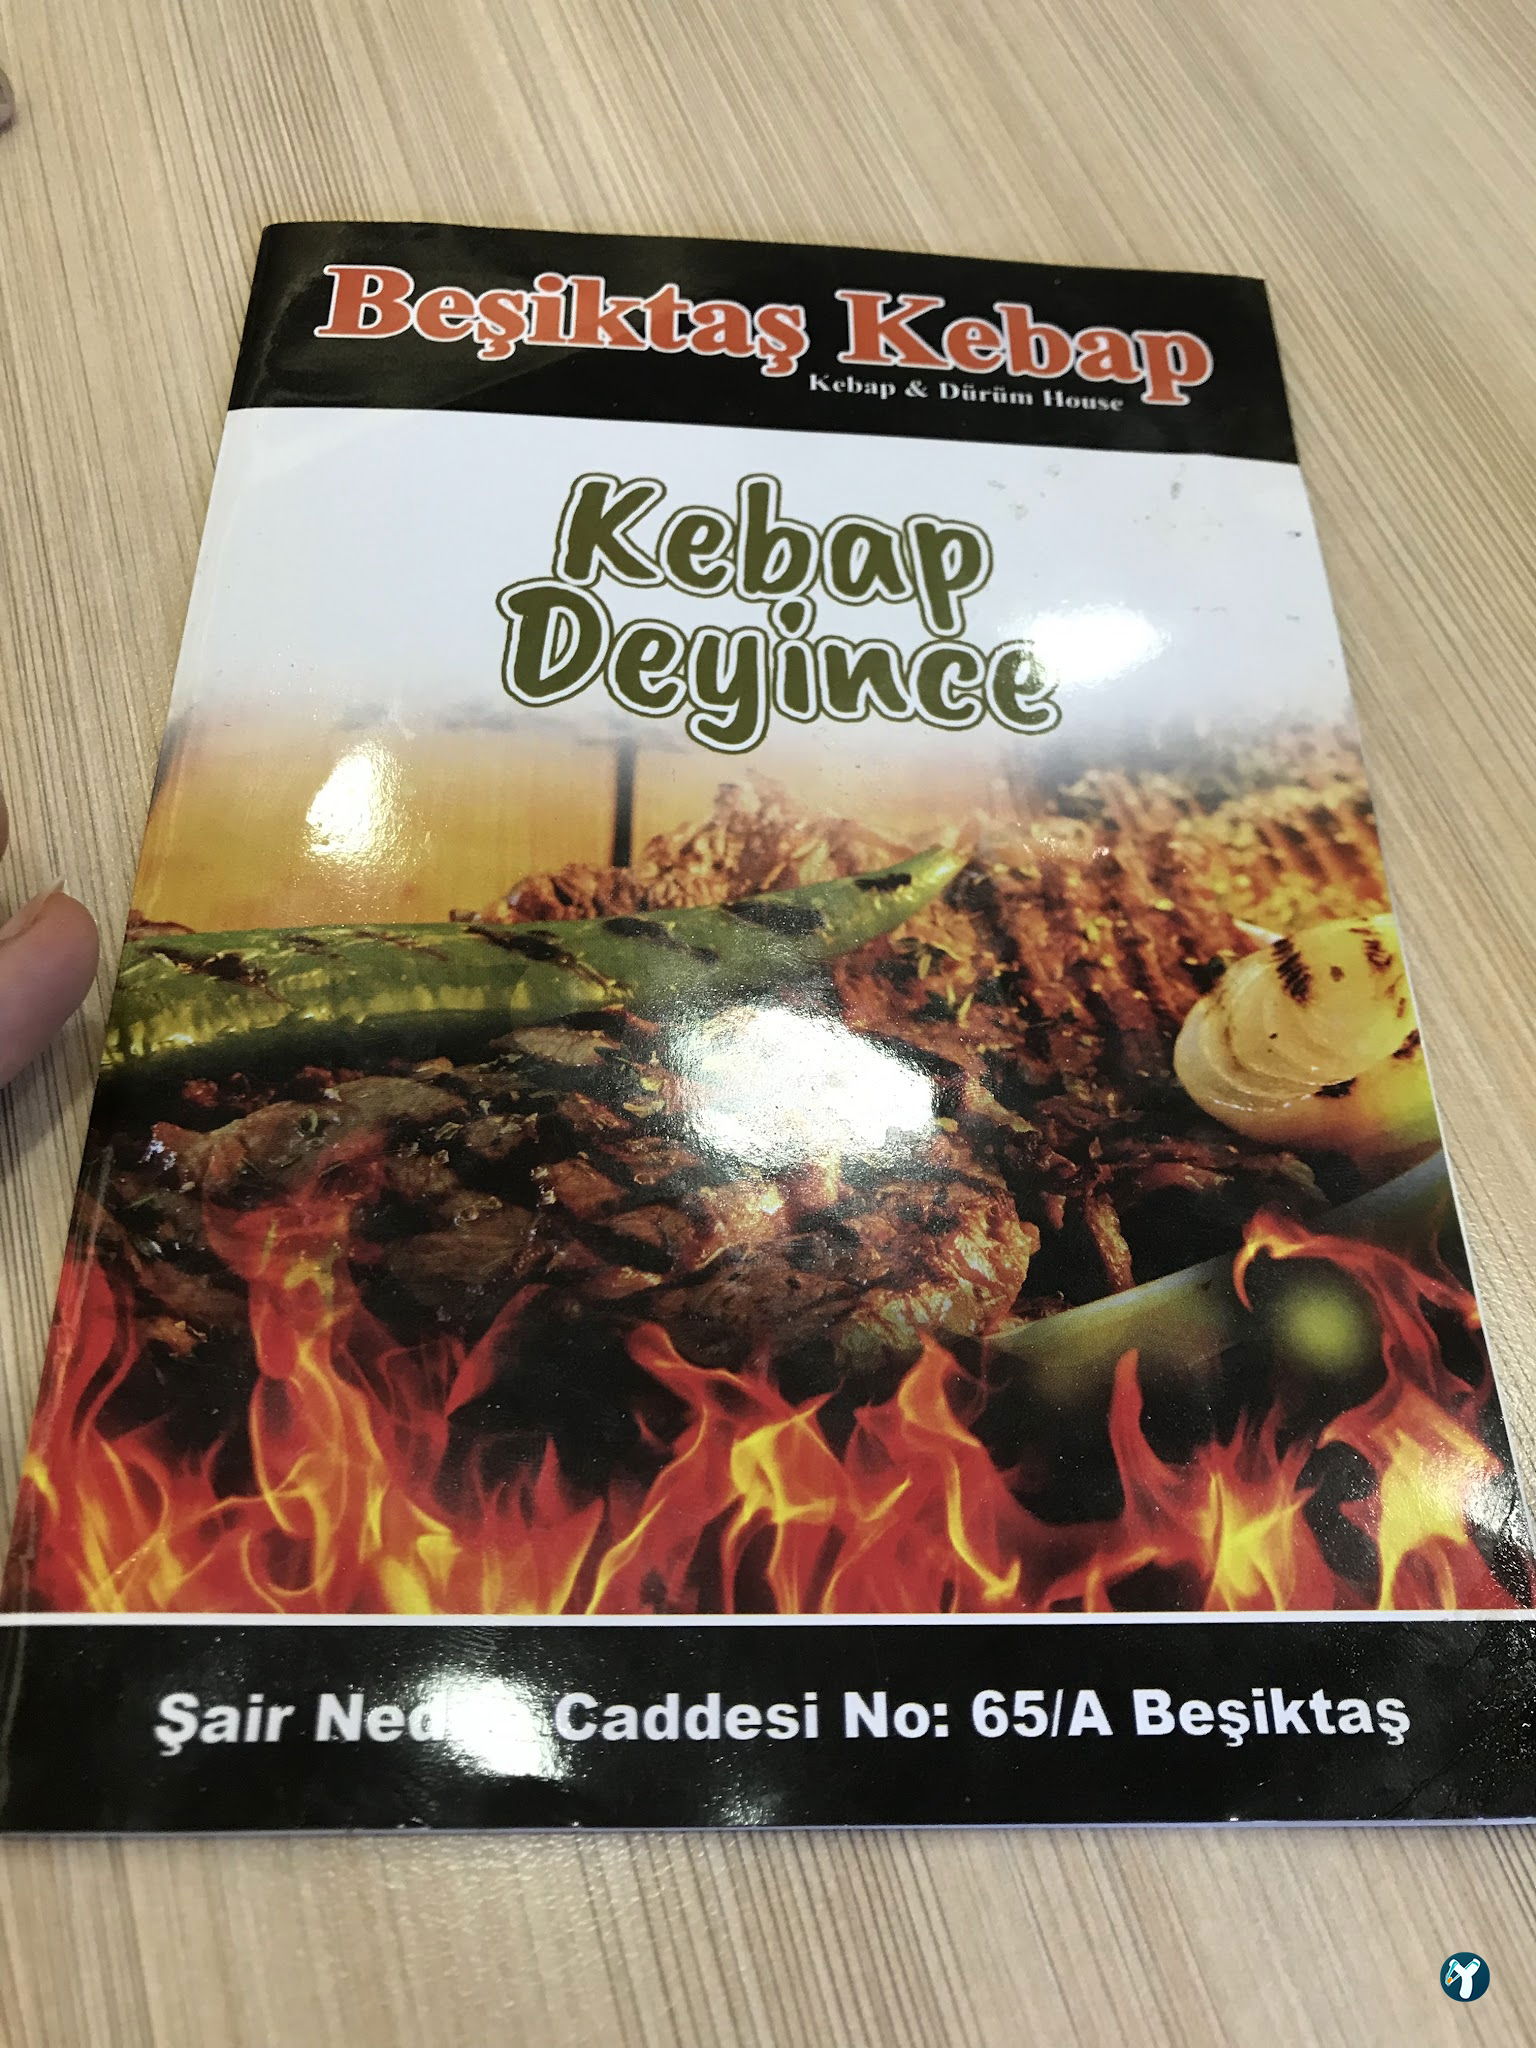 Beşiktaş Kebap
Kebap & Dürüm House
Kebap
Deyince
Şair Caddesi No: 65/A Beşiktaş